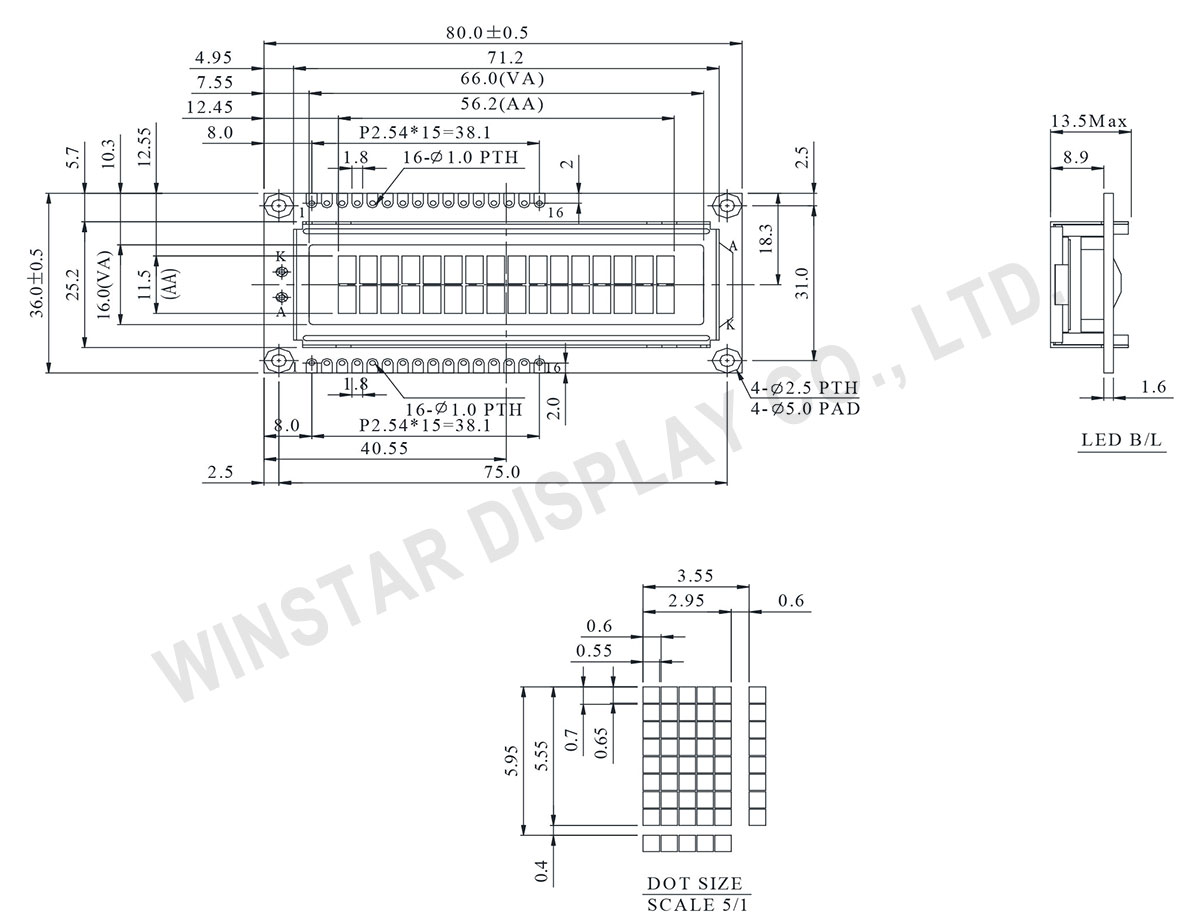 80.0±0.5
4.95
71.2
7.55
66.0(VA)
12.45
56.2(AA)
8.0
P2.54*15=38.1
1.8
16-Ø1.0 PTH
2
5.7
10.3
12.55
2.5
1
16
18.3
31.0
36.0±0.5
25.2
16.0(VA)
11.5
(AA)
K
A
A
K
16
1.8
16-Ø1.0 PTH
2.0
4-Ø2.5 PTH
4-Ø5.0 PAD
8.0
P2.54*15=38.1
40.55
2.5
75.0
13.5Max
8.9
1.6
LED B/L
WINSTAR DISPLAY CO., LTD.
3.55
2.95
0.6
0.6
0.55
0.7
0.65
5.95
5.55
0.4
DOT SIZE
SCALE 5/1